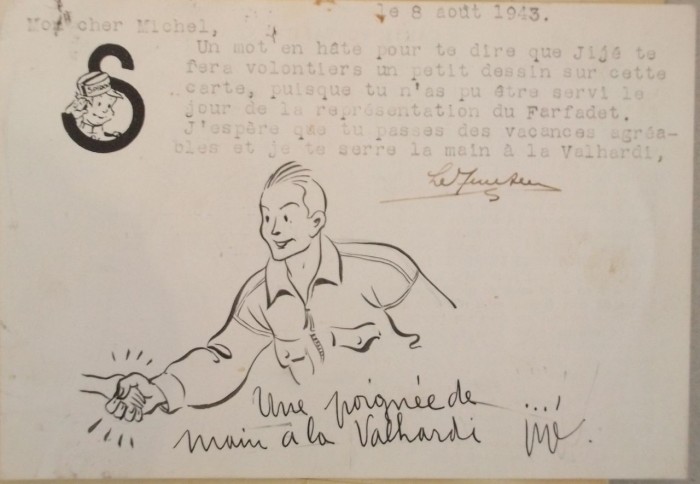 le 8 août 1943.
Mon cher Michel,
Un mot en hâte pour te dire que Jijé te
fera volontiers un petit dessin sur cette
carte, puisque tu n'as pu être servi le
jour de la représentation du Farfadet.
J'espère que tu passes des vacances agréa-
bles et je te serre la main à la Valhardi,
Une poignée de
main à la Valhardi
jijé.